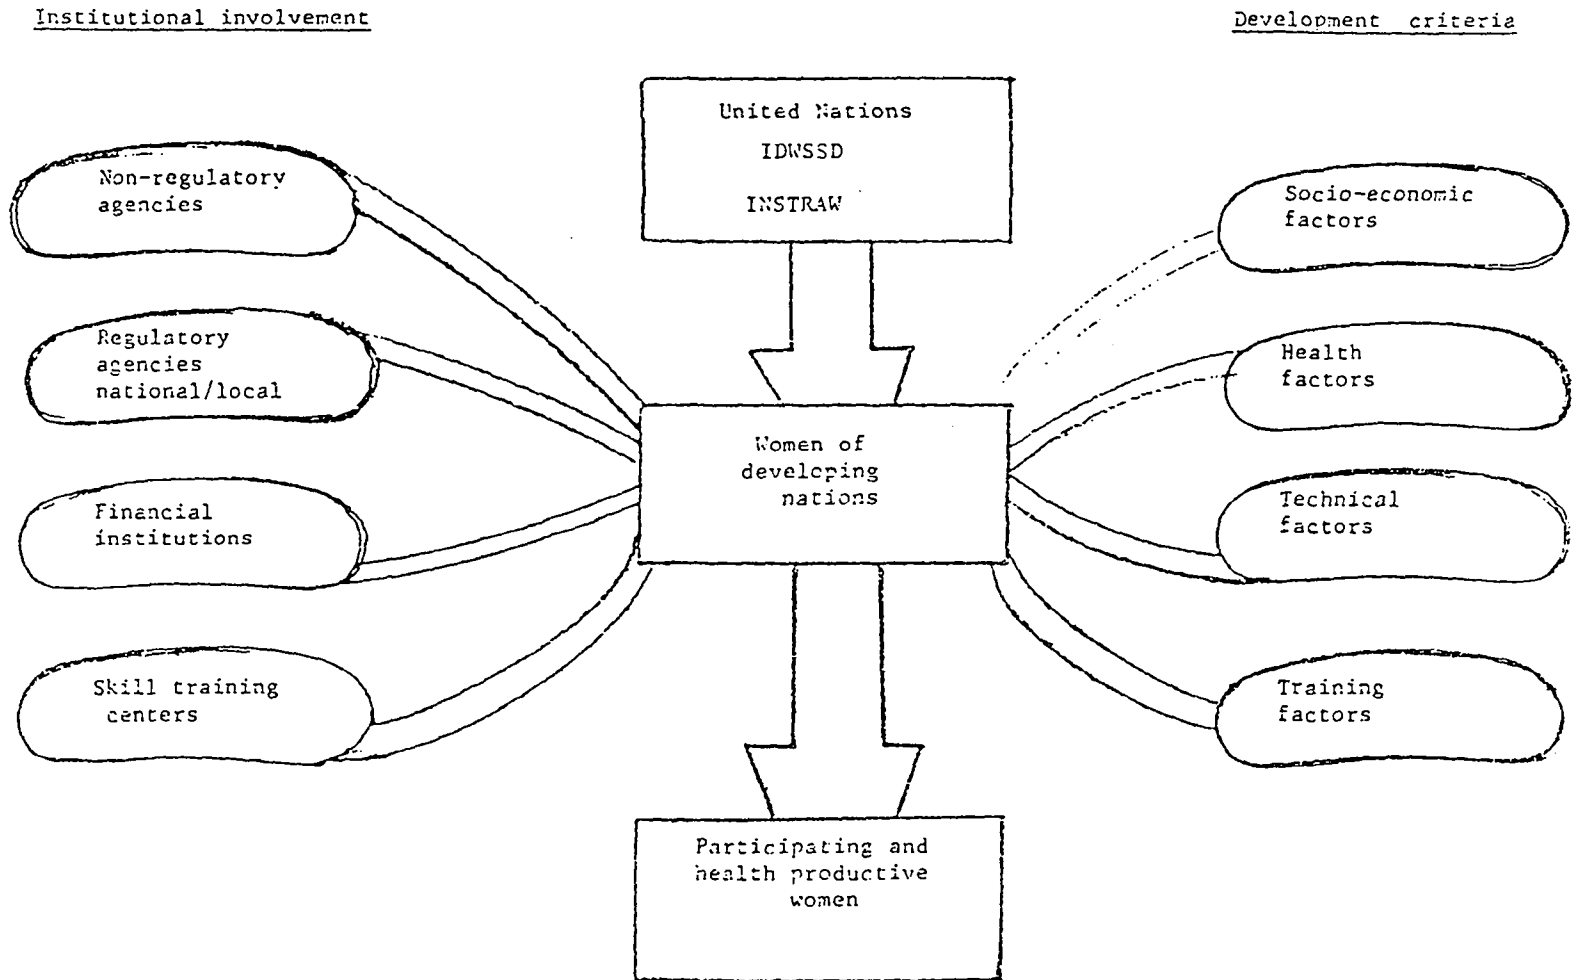 Institutional involvement
Development criteria
United Nations
IDWSSD
INSTRAW
Non-regulatory
agencies
Regulatory
agencies
national/local
Financial
institutions
Skill training
centers
Women of
developing
nations
Socio-economic
factors
Health
factors
Technical
factors
Training
factors
Participating and
health productive
women